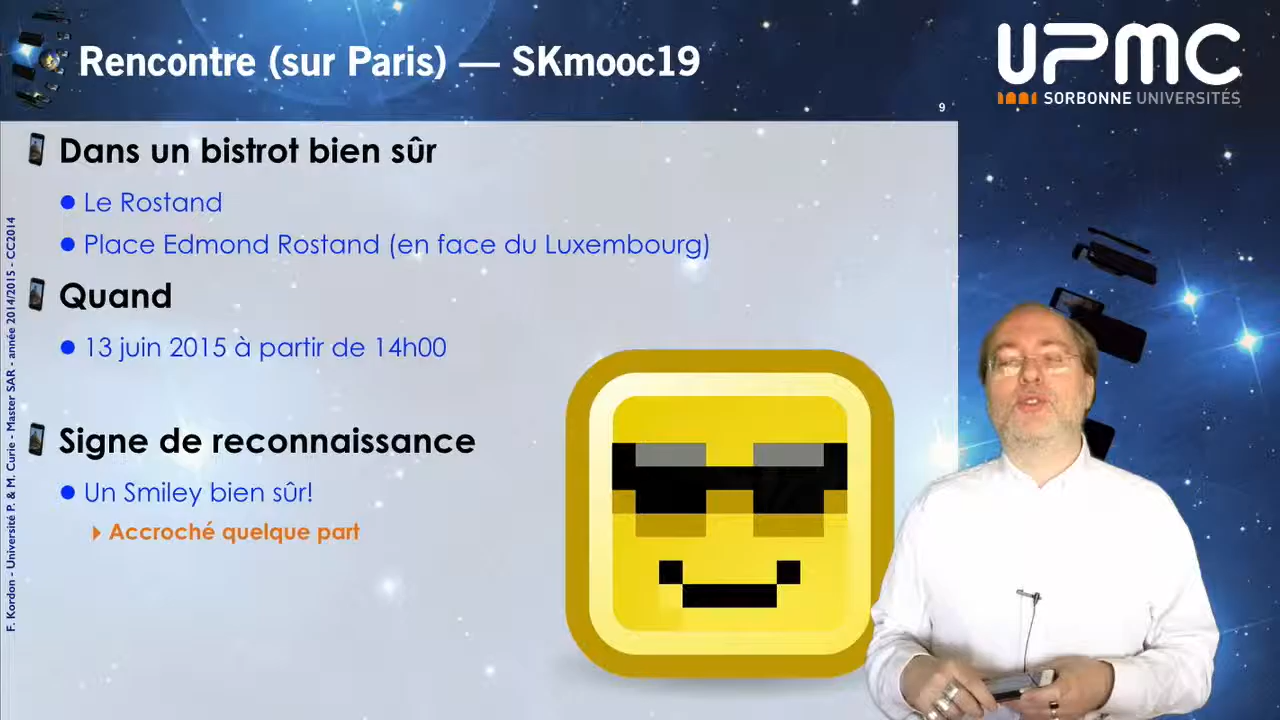 Rencontre (sur Paris) — SKmooc19
UPMC
SORBONNE UNIVERSITÉS
9
Dans un bistrot bien sûr
Le Rostand
Place Edmond Rostand (en face du Luxembourg)
Quand
13 juin 2015 à partir de 14h00
Signe de reconnaissance
Un Smiley bien sûr!
Accroché quelque part
F. Kordon - Université P. & M. Curie - Master SAR - année 2014/2015 - CC2014